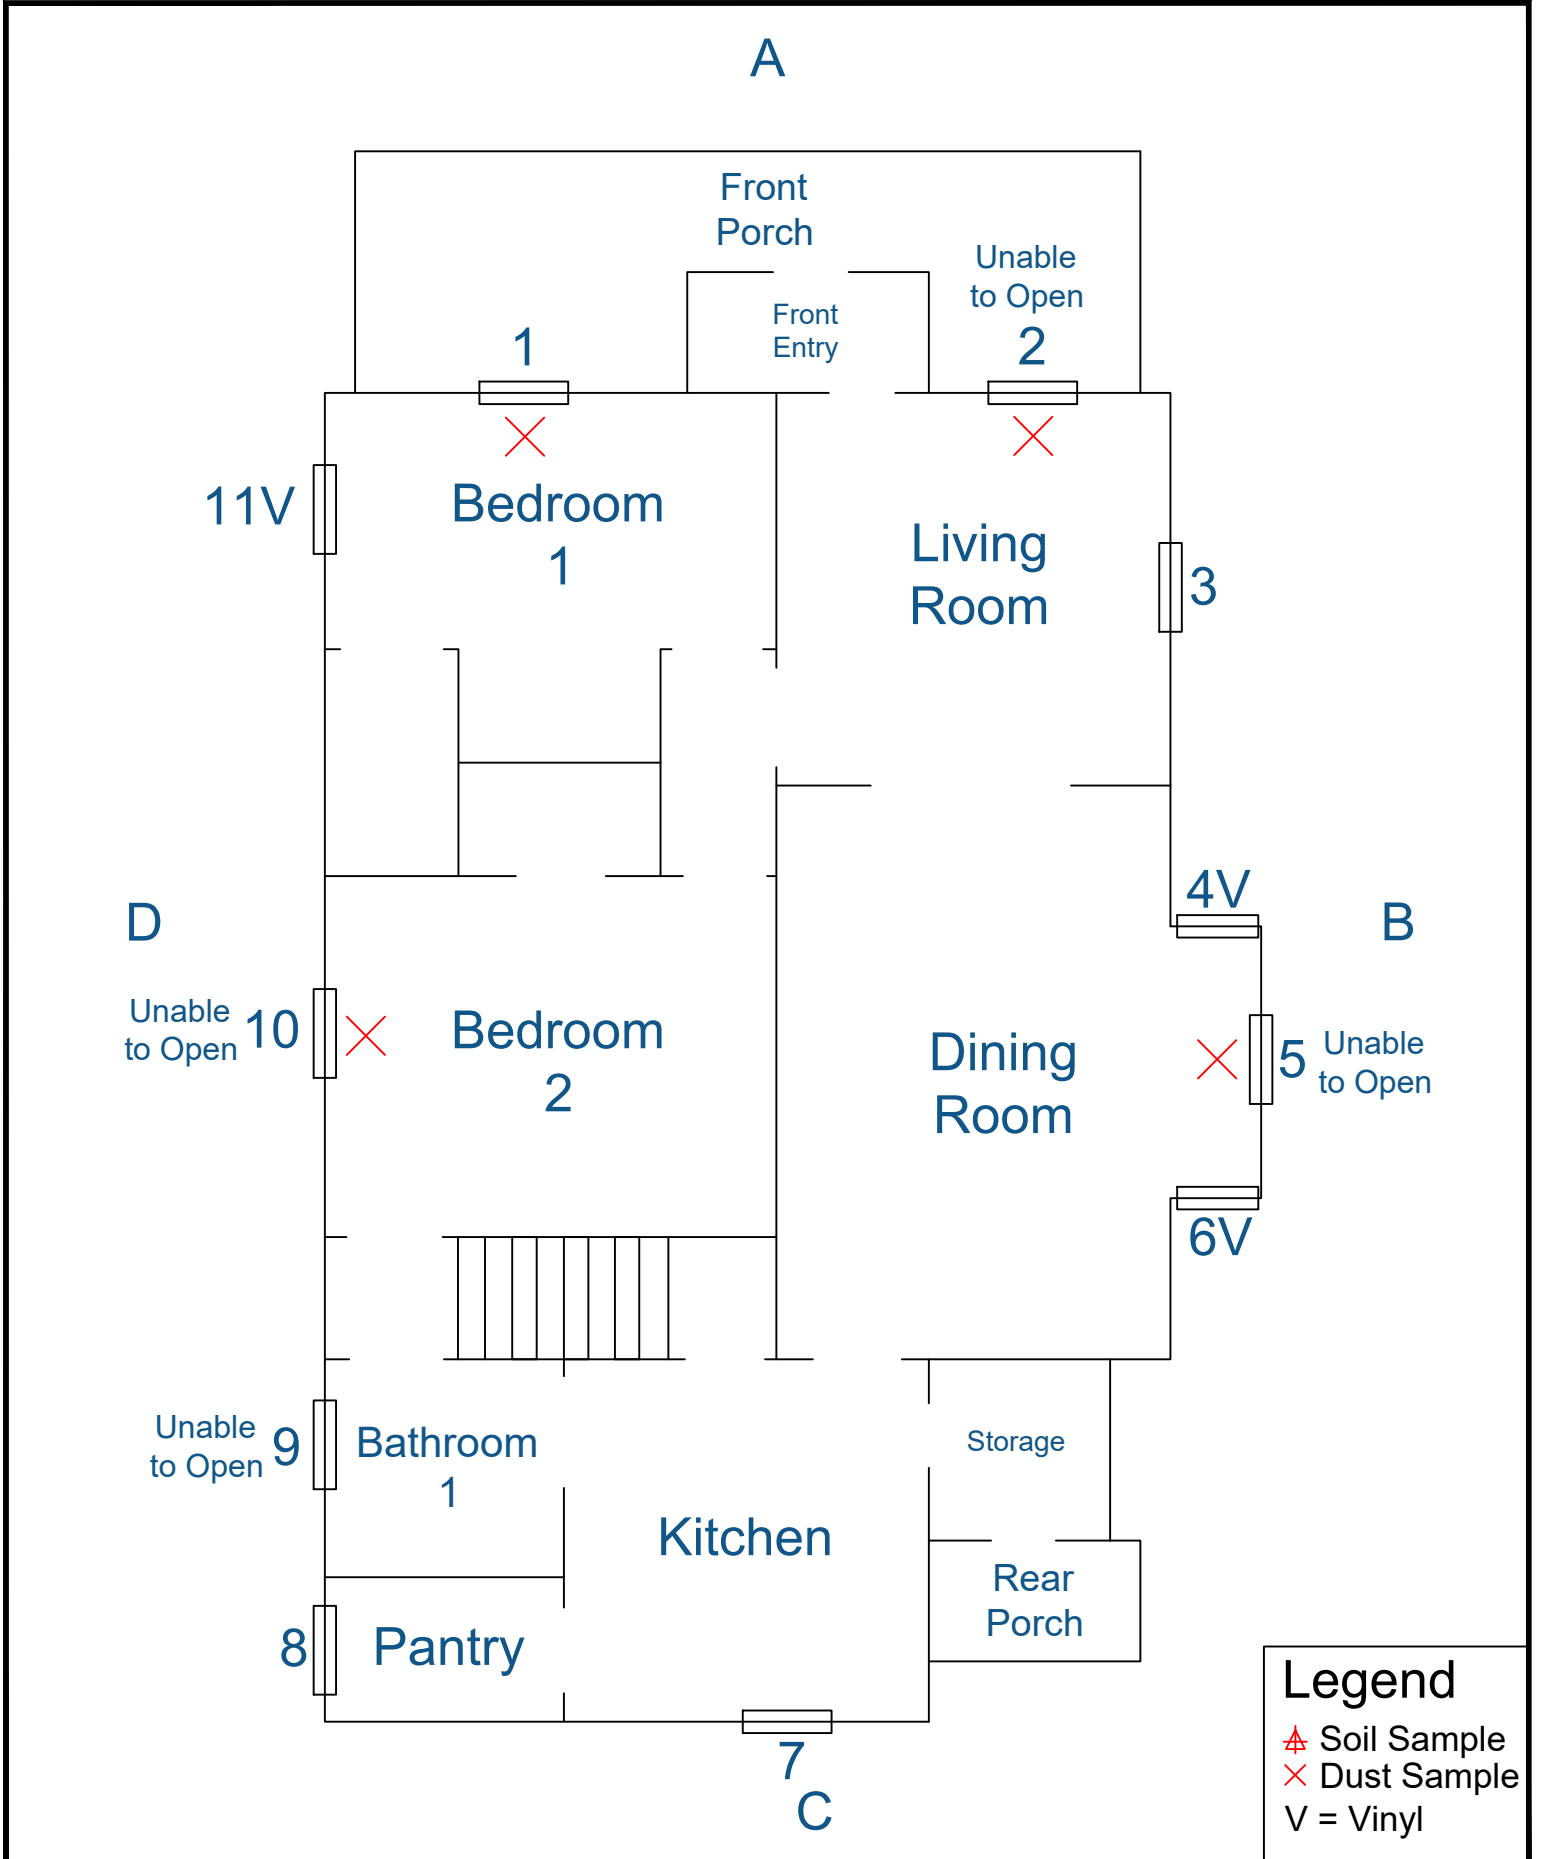 A
Front
Porch
Unable
to Open
Front
Entry
1
2
11V
Bedroom
1
Living
Room
3
4V
D
B
Unable
to Open
10
Bedroom
2
Dining
Room
5
Unable
to Open
6V
Unable
to Open
9
Bathroom
1
Storage
Kitchen
Rear
Porch
8
Pantry
7
C
Legend
Soil Sample
Dust Sample
V = Vinyl